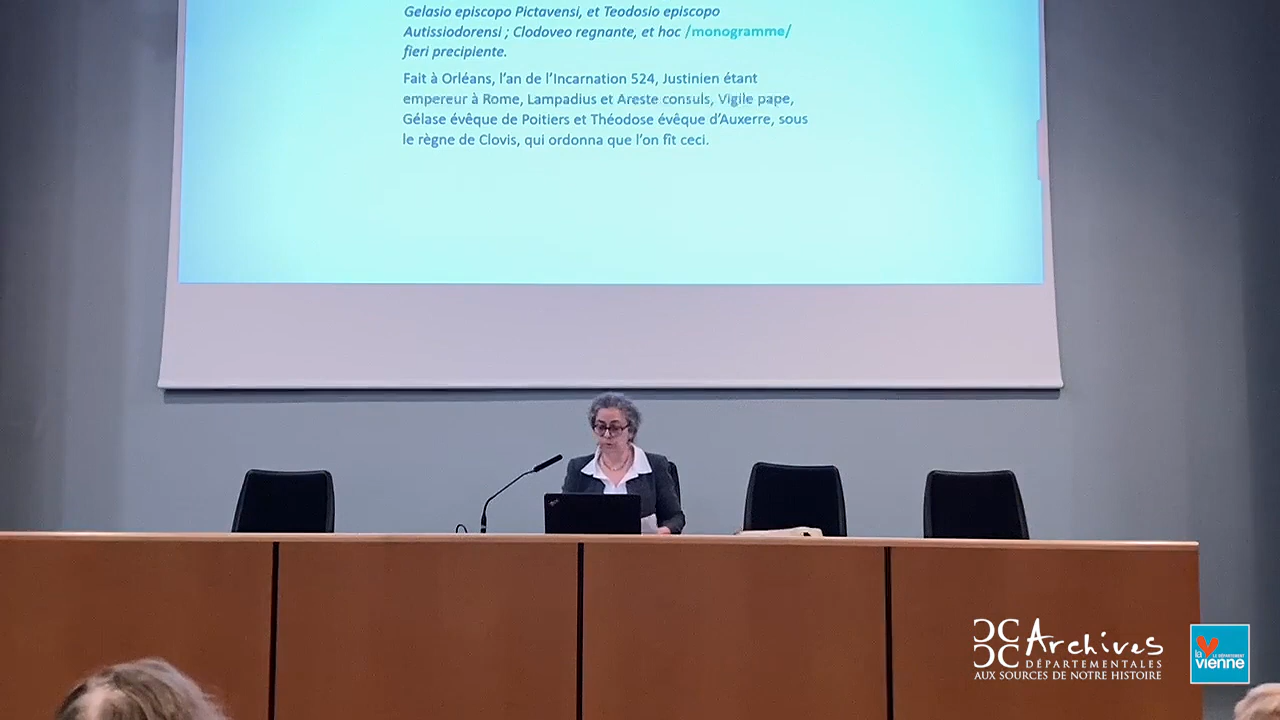 Gelasio episcopo Pictavensi, et Teodosio episcopo
Autissiodorensi ; Clodoveo regnante, et hoc /monogramme/
fieri precipiente.
Fait à Orléans, l'an de l'Incarnation 524, Justinien étant
empereur à Rome, Lampadius et Areste consuls, Vigile pape,
Gélase évêque de Poitiers et Théodose évêque d'Auxerre, sous
le règne de Clovis, qui ordonna que l'on fît ceci.
Archives
DÉPARTEMENTALES
AUX SOURCES DE NOTRE HISTOIRE
la
LE DÉPARTEMENT
vienne